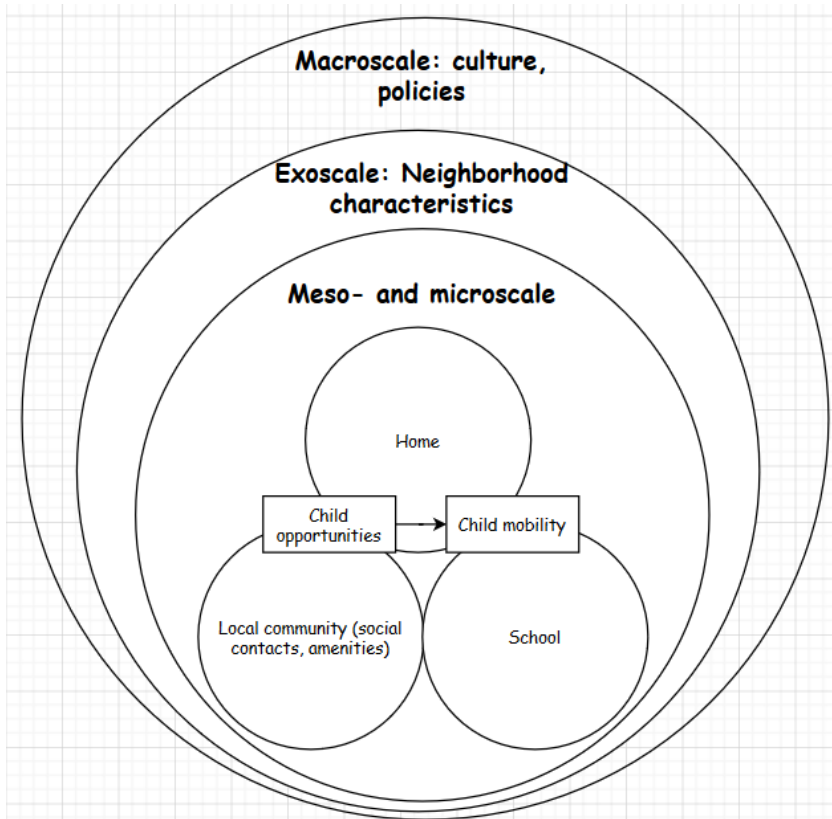 Macroscale: culture,
policies
Exoscale: Neighborhood
characteristics
Meso- and microscale
Home
Child
opportunities
Child mobility
Local community (social
contacts, amenities)
School